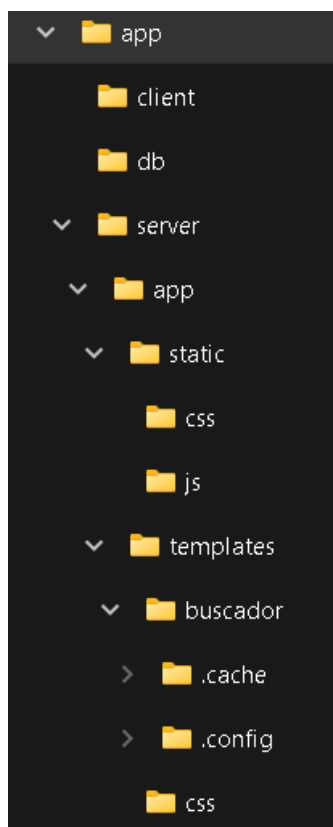 app
client
db
server
app
static
css
js
templates
buscador
.cache
.config
css